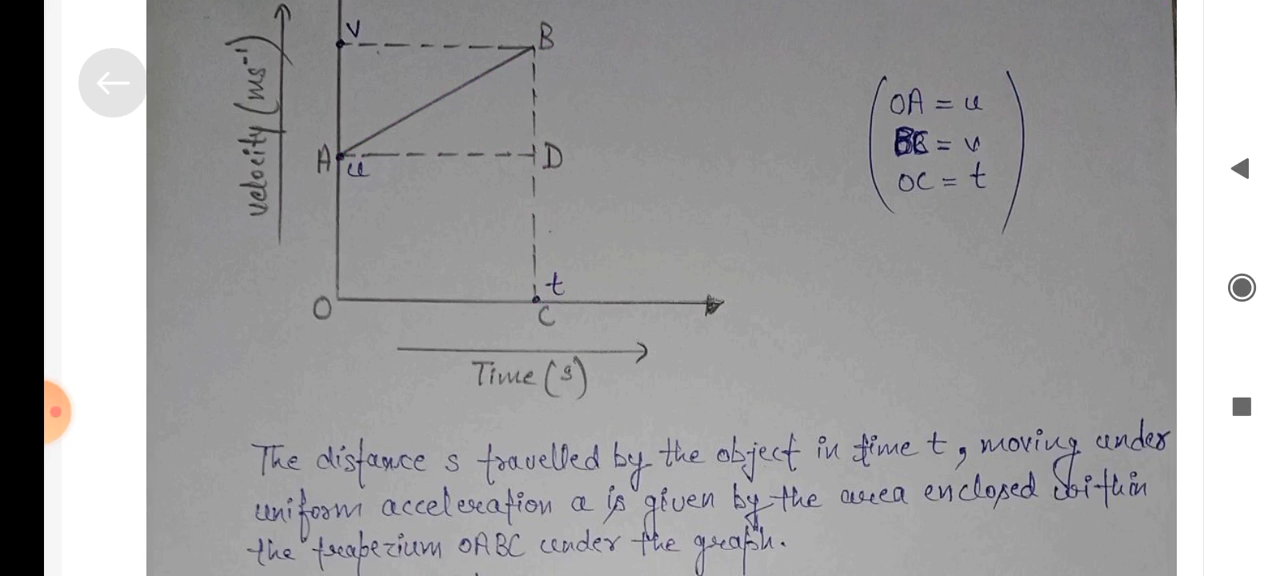 velocity (ms⁻¹)
V
B
A
u
D
OA = u
BC = v
OC = t
t
O
C
Time (s)
The distance s travelled by the object in time t, moving under
uniform acceleration a is given by the area enclosed within
the trapezium OABC under the graph.